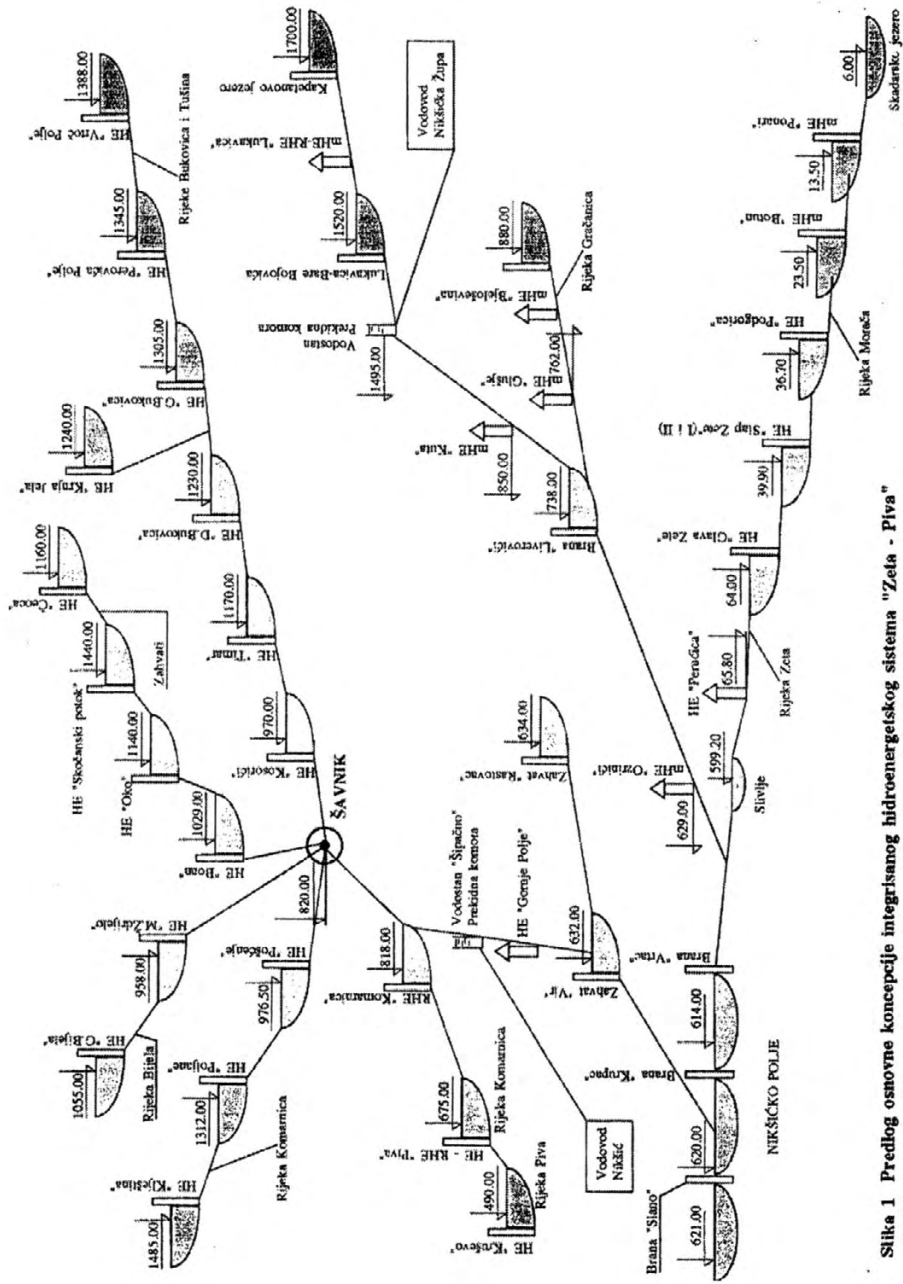 1388.00
HE "Vrtoč Polje"
Rijeke Bukovica i Tušina
1345.00
HE "Perovića Polje"
1305.00
HE "G.Bukovica"
1240.00
HE "Krnja Jela"
1230.00
HE "D.Bukovica"
1170.00
HE "Timar"
970.00
HE "Kosorići"
1160.00
1440.00
Zahvati
HE "Skočanski potok"
1140.00
HE "Oko"
1029.00
HE "Boan"
ŠAVNIK
820.00
HE "M.Zdrijelo"
958.00
HE "G.Bijela"
1055.00
Rijeka Bijela
HE "Pošćenje"
976.50
HE "Poljane"
1312.00
HE "Klještina"
1485.00
Rijeka Komarnica
818.00
RHE "Komarnica"
675.00
Rijeka Komarnica
HE - RHE "Piva"
490.00
Rijeka Piva
HE "Kruševo"
1700.00
Kapetanovo jezero
mHE-RHE "Lukavica"
1520.00
Lukavica-Bare Bojovića
Vodovod
Nikšićka Župa
Vodostan
Prekidna komora
1495.00
880.00
mHE "Bjeloševina"
Rijeka Gračanica
762.00
mHE "Glušje"
mHE "Kuta"
850.00
738.00
Brana "Liverovići"
634.00
Zahvat "Rastovac"
Vodostan "Šipačno"
Prekidna komora
HE "Gornje Polje"
632.00
Zahvat "Vir"
Vodovod
Nikšić
mHE "Ozrinići"
629.00
Brana "Vrtac"
614.00
Brana "Krupac"
620.00
Brana "Slano"
621.00
NIKŠIĆKO POLJE
599.20
Slivlje
HE "Perućica"
65.80
Rijeka Zeta
64.00
HE "Glava Zete"
39.90
HE "Slap Zete"(I i II)
36.70
HE "Podgorica"
Rijeka Morača
23.50
mHE "Botun"
13.50
mHE "Ponari"
6.00
Skadarsko jezero
Slika 1 Predlog osnovne koncepcije integrisanog hidroenergetskog sistema "Zeta - Piva"